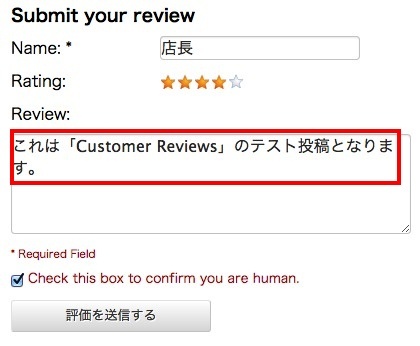 Submit your review
Name: * 店長
Rating:
Review:
これは「Customer Reviews」のテスト投稿となりま
す。
* Required Field
Check this box to confirm you are human.
評価を送信する